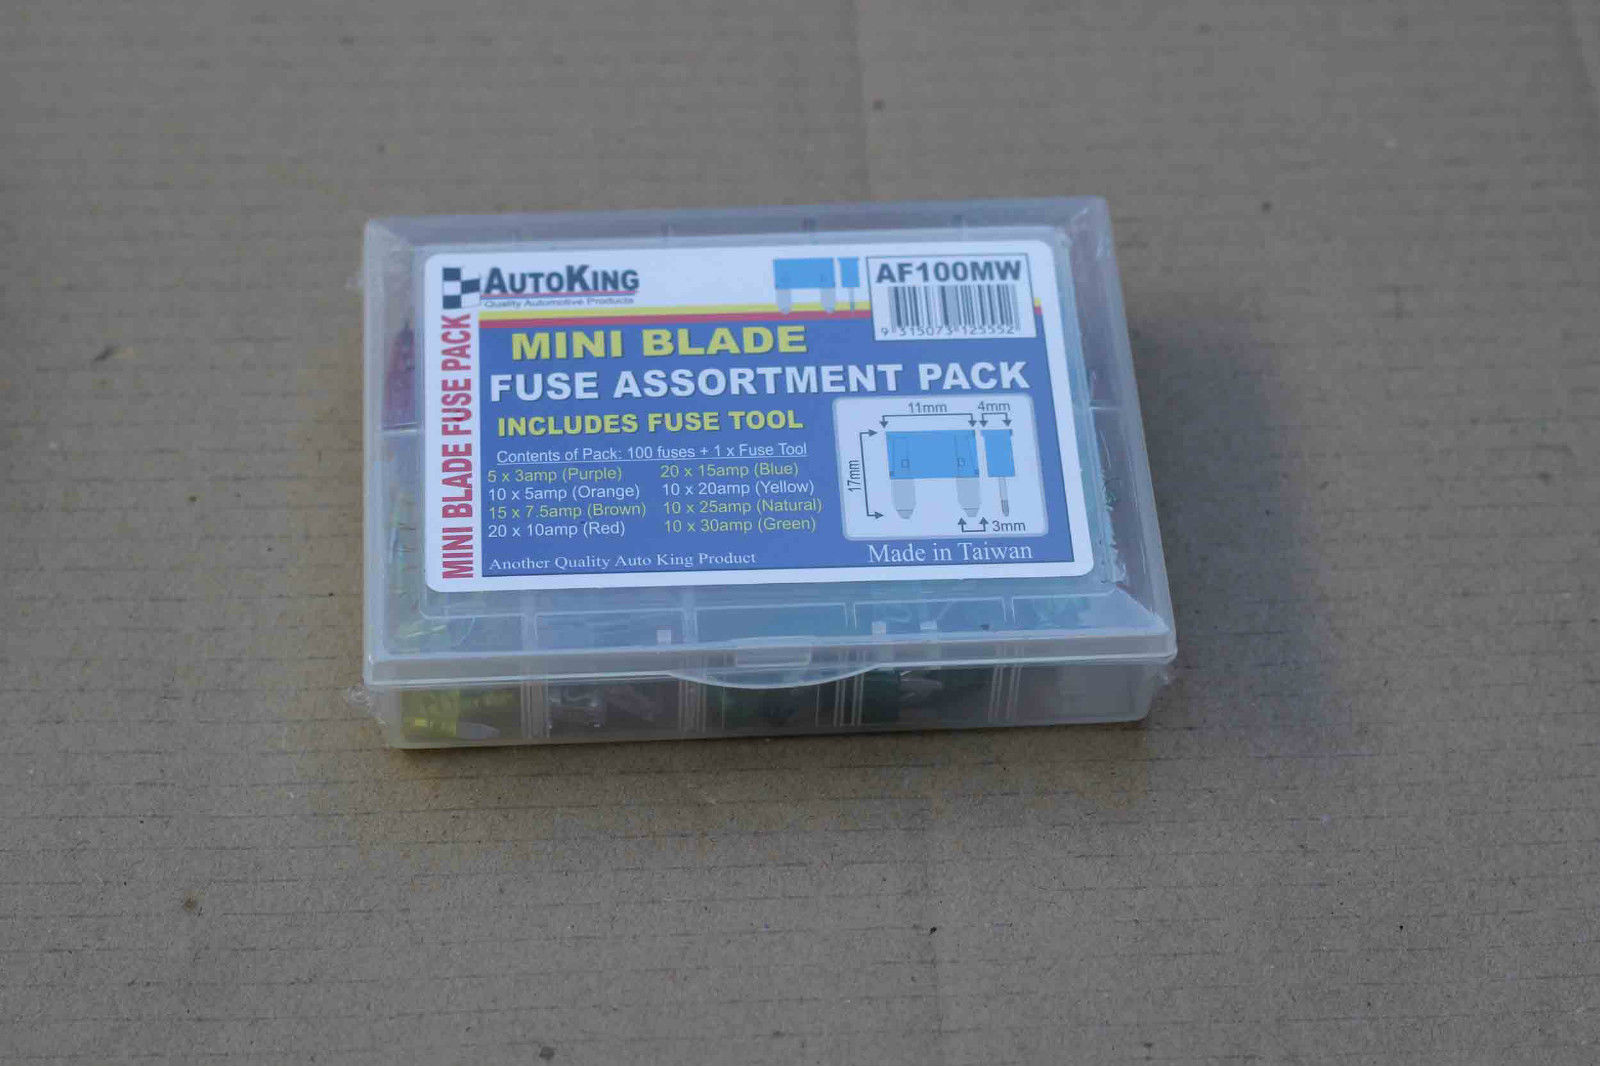 AUTOKING
Quality Automotive Products
AF100MW
9 315073 125552
MINI BLADE FUSE PACK
MINI BLADE
FUSE ASSORTMENT PACK
INCLUDES FUSE TOOL
Contents of Pack: 100 fuses + 1 x Fuse Tool
5 x 3amp (Purple) 20 x 15amp (Blue)
10 x 5amp (Orange) 10 x 20amp (Yellow)
15 x 7.5amp (Brown) 10 x 25amp (Natural)
20 x 10amp (Red) 10 x 30amp (Green)
11mm 4mm
17mm
3mm
Another Quality Auto King Product
Made in Taiwan